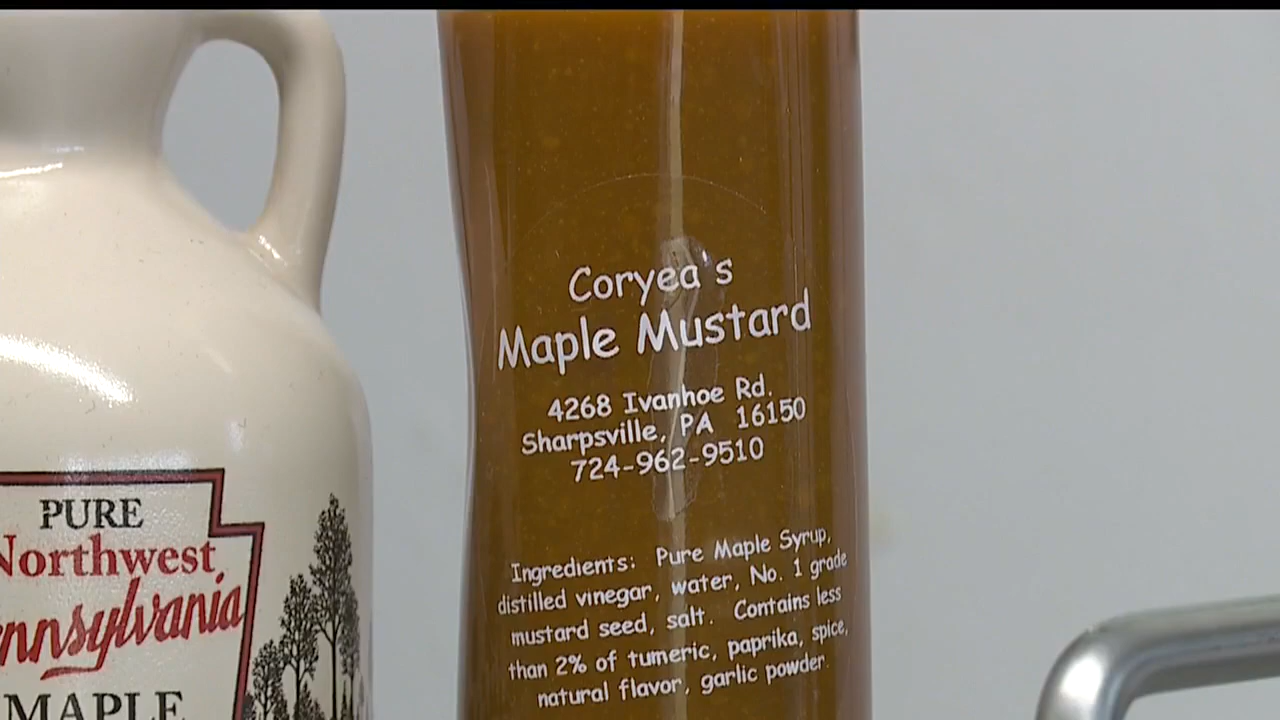 PURE
Northwest
MAPLE
Coryea's
Maple Mustard
4268 Ivanhoe Rd.
Sharpsville, PA 16150
724-962-9510
Ingredients: Pure Maple Syrup,
distilled vinegar, water, No. 1 grade
mustard seed, salt. Contains less
than 2% of tumeric, paprika, spice,
natural flavor, garlic powder.